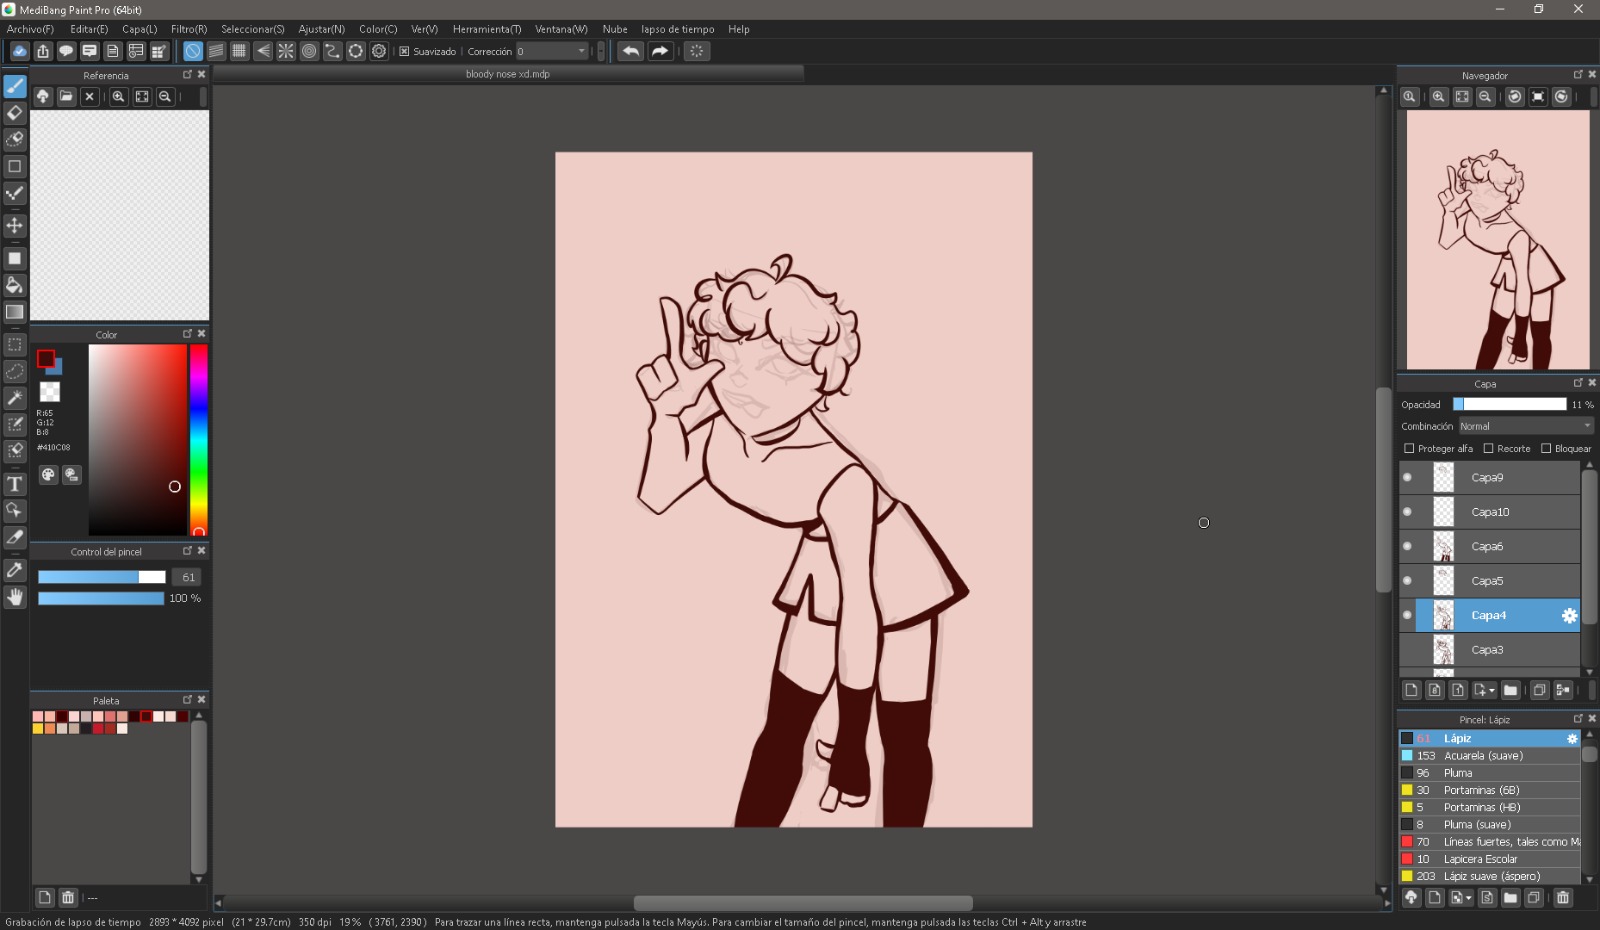 MediBang Paint Pro (64bit)
Archivo(F) Editar(E) Capa(L) Filtro(R) Seleccionar(S) Ajustar(N) Color(C) Ver(V) Herramienta(T) Ventana(W) Nube lapso de tiempo Help
Suavizado Corrección 0
Referencia
bloody nose xd.mdp
Navegador
Color
R:65
G:12
B:8
#410C08
Control del pincel
61
100 %
Paleta
---
Capa
Opacidad 11 %
Combinación Normal
Proteger alfa Recorte Bloquear
Capa9
Capa10
Capa6
Capa5
Capa4
Capa3
Pincel: Lápiz
61 Lápiz
153 Acuarela (suave)
96 Pluma
30 Portaminas (6B)
5 Portaminas (HB)
8 Pluma (suave)
70 Líneas fuertes, tales como Ma
10 Lapicera Escolar
203 Lápiz suave (áspero)
Grabación de lapso de tiempo 2893 * 4092 pixel (21 * 29.7cm) 350 dpi 19 % ( 3761, 2390 ) Para trazar una línea recta, mantenga pulsada la tecla Mayús. Para cambiar el tamaño del pincel, mantenga pulsadas las teclas Ctrl + Alt y arrastre